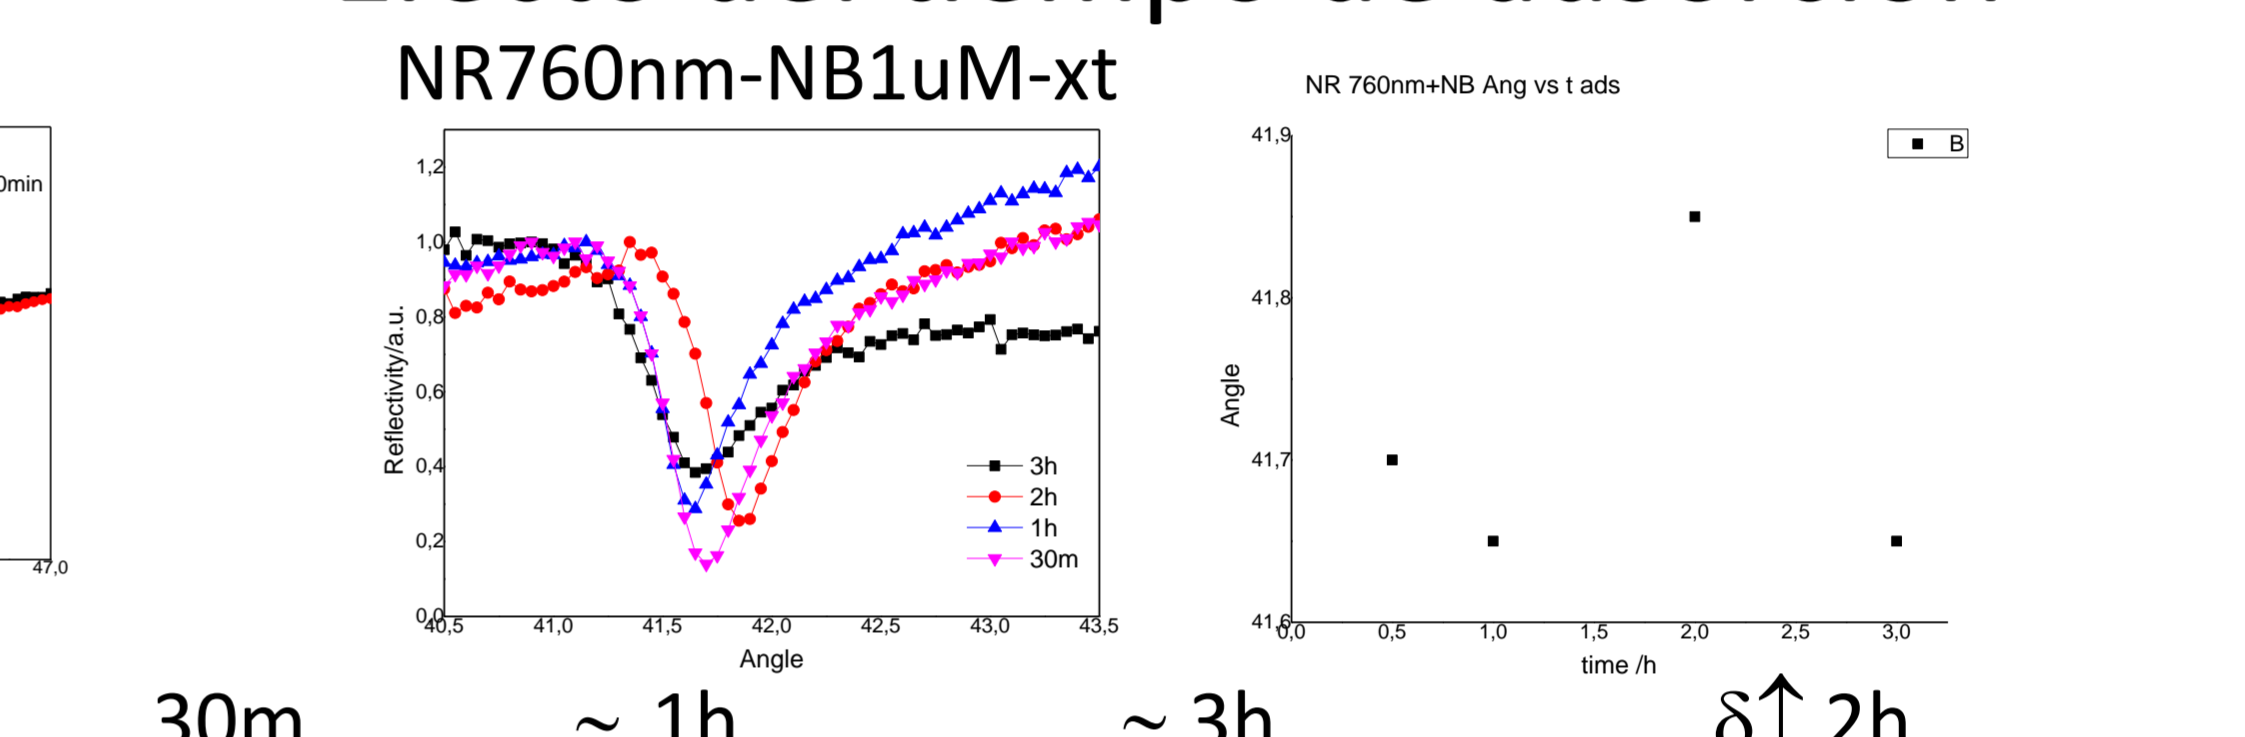 NR760nm-NB1uM-xt
0min
47,0
Reflectivity/a.u.
1,2
1,0
0,8
0,6
0,4
0,2
0,0
40,5 41,0 41,5 42,0 42,5 43,0 43,5
Angle
3h
2h
1h
30m
NR 760nm+NB Ang vs t ads
B
Angle
41,9
41,8
41,7
41,6
0,0 0,5 1,0 1,5 2,0 2,5 3,0
time /h
30m ~ 1h ~ 3h δ↑ 2h